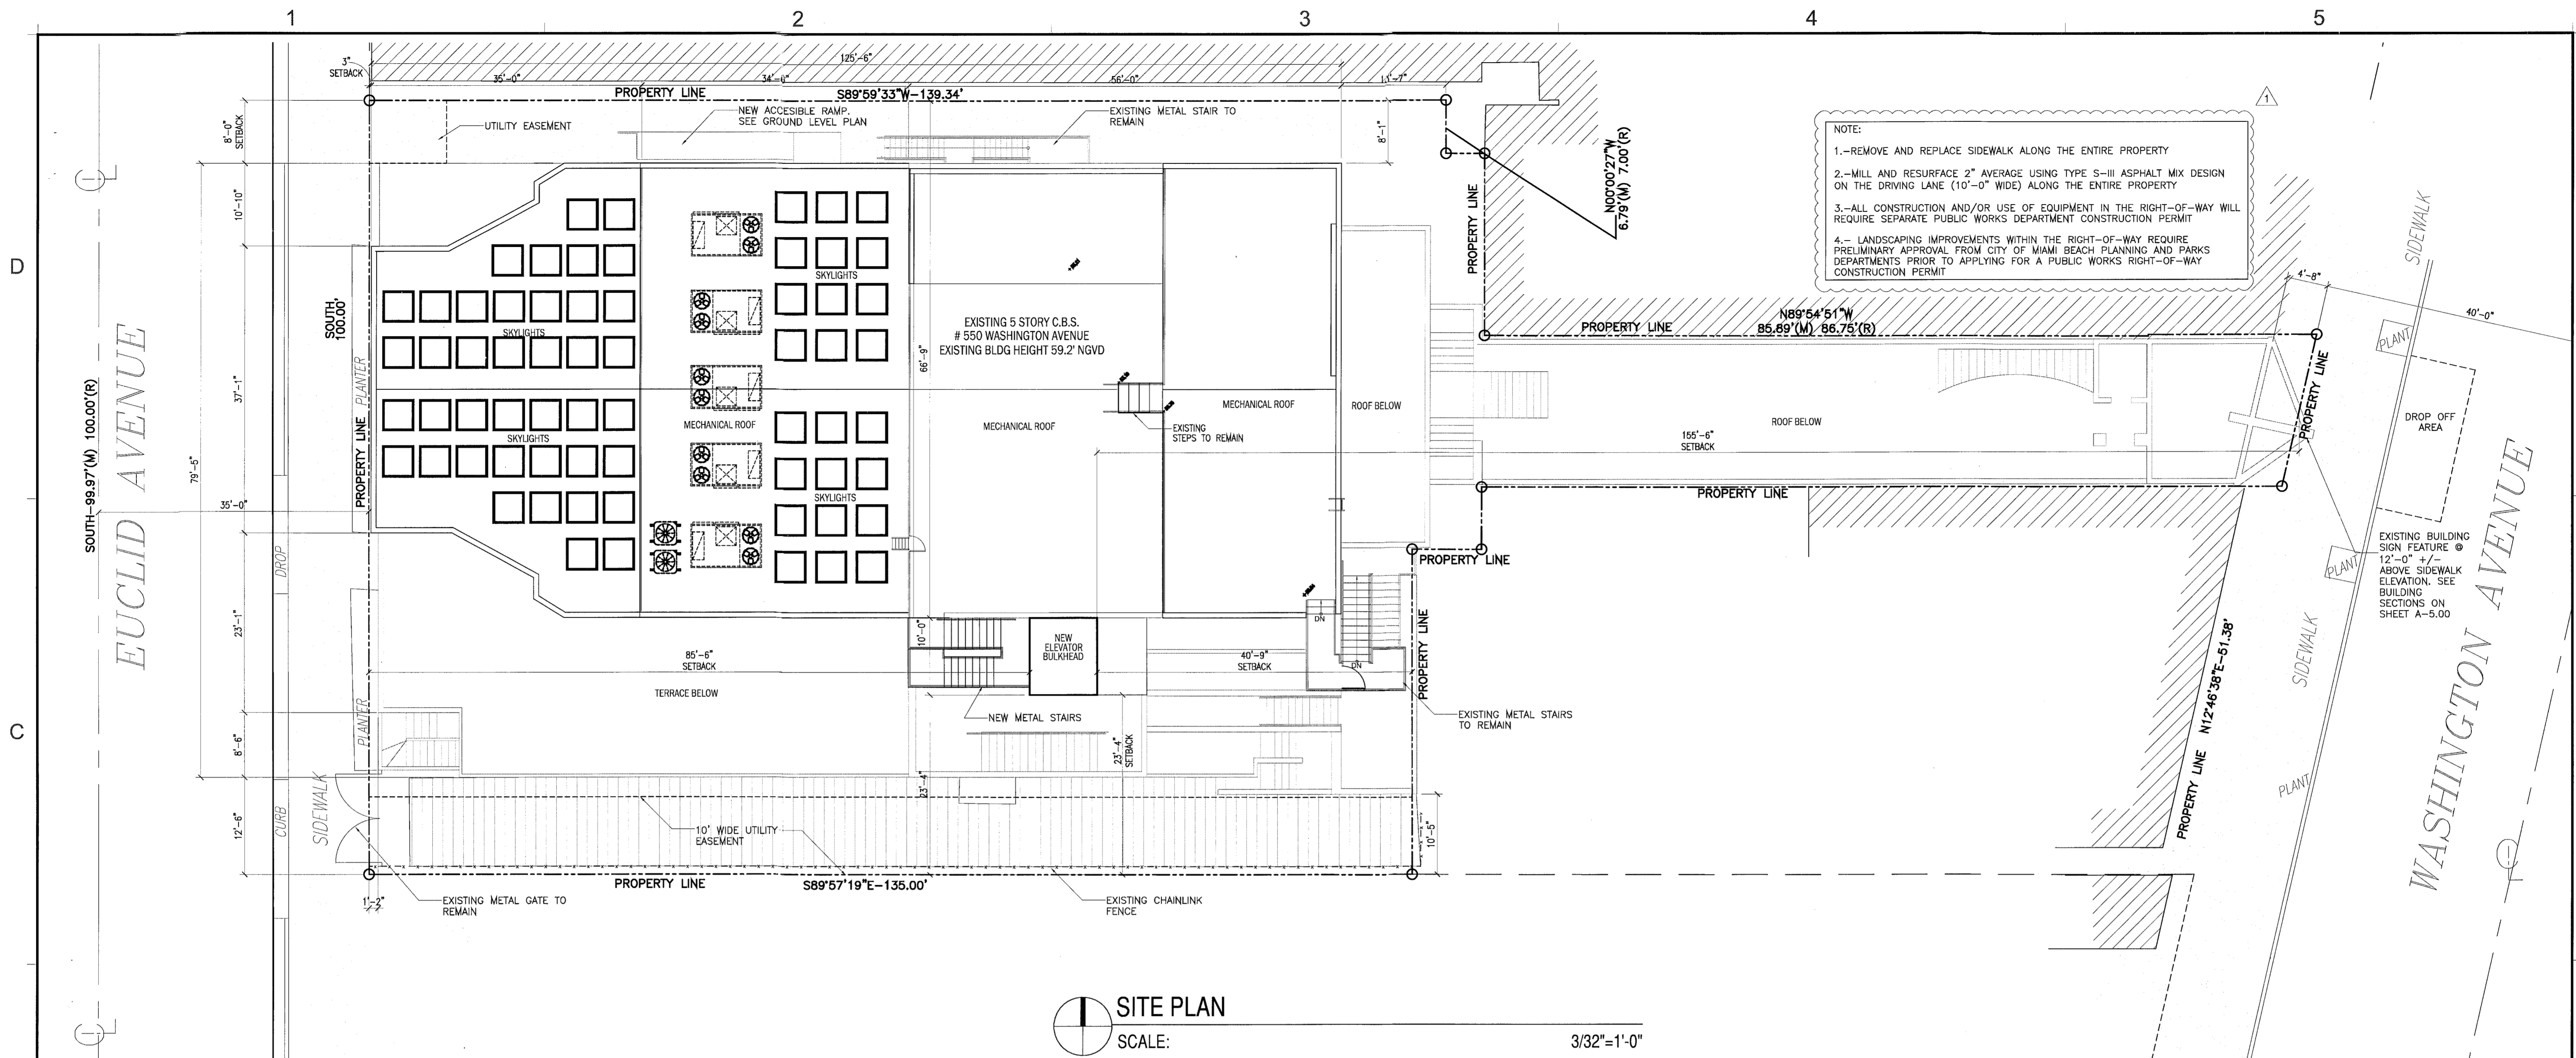 1
2
3
4
5
D
C
3"
SETBACK
125'-6"
35'-0"
34'-6"
56'-0"
11'-7"
PROPERTY LINE
S89°59'33"W-139.34'
8'-0"
SETBACK
UTILITY EASEMENT
NEW ACCESIBLE RAMP.
SEE GROUND LEVEL PLAN
EXISTING METAL STAIR TO
REMAIN
8'-1"
N00°00'27"W
6.79'(M) 7.00'(R)
PROPERTY LINE
1
NOTE:
1.-REMOVE AND REPLACE SIDEWALK ALONG THE ENTIRE PROPERTY
2.-MILL AND RESURFACE 2" AVERAGE USING TYPE S-III ASPHALT MIX DESIGN
ON THE DRIVING LANE (10'-0" WIDE) ALONG THE ENTIRE PROPERTY
3.-ALL CONSTRUCTION AND/OR USE OF EQUIPMENT IN THE RIGHT-OF-WAY WILL
REQUIRE SEPARATE PUBLIC WORKS DEPARTMENT CONSTRUCTION PERMIT
4.- LANDSCAPING IMPROVEMENTS WITHIN THE RIGHT-OF-WAY REQUIRE
PRELIMINARY APPROVAL FROM CITY OF MIAMI BEACH PLANNING AND PARKS
DEPARTMENTS PRIOR TO APPLYING FOR A PUBLIC WORKS RIGHT-OF-WAY
CONSTRUCTION PERMIT
SIDEWALK
4'-8"
40'-0"
10'-10"
SOUTH
100.00'
SKYLIGHTS
SKYLIGHTS
EXISTING 5 STORY C.B.S.
# 550 WASHINGTON AVENUE
EXISTING BLDG HEIGHT 59.2' NGVD
66'-9"
N89°54'51"W
PROPERTY LINE
85.89'(M) 86.75'(R)
PLANT
PROPERTY LINE
EUCLID AVENUE
SOUTH-99.97'(M) 100.00'(R)
79'-5"
37'-1"
PLANTER
PROPERTY LINE
SKYLIGHTS
MECHANICAL ROOF
MECHANICAL ROOF
EXISTING
STEPS TO REMAIN
MECHANICAL ROOF
ROOF BELOW
ROOF BELOW
155'-6"
SETBACK
DROP OFF
AREA
SKYLIGHTS
35'-0"
PROPERTY LINE
DROP
PROPERTY LINE
PLANT
EXISTING BUILDING
SIGN FEATURE @
12'-0" +/-
ABOVE SIDEWALK
ELEVATION. SEE
BUILDING
SECTIONS ON
SHEET A-5.00
WASHINGTON AVENUE
SIDEWALK
23'-1"
10'-0"
NEW
ELEVATOR
BULKHEAD
DN
DN
85'-6"
SETBACK
40'-9"
SETBACK
PROPERTY LINE
TERRACE BELOW
NEW METAL STAIRS
EXISTING METAL STAIRS
TO REMAIN
PROPERTY LINE N12°46'38"E-51.38'
PLANTER
8'-6"
23'-4"
SETBACK
23'-4"
PLANT
CURB
SIDEWALK
12'-6"
10' WIDE UTILITY
EASEMENT
10'-5"
PROPERTY LINE
S89°57'19"E-135.00'
1'-2"
EXISTING METAL GATE TO
REMAIN
EXISTING CHAINLINK
FENCE
SITE PLAN
SCALE:
3/32"=1'-0"